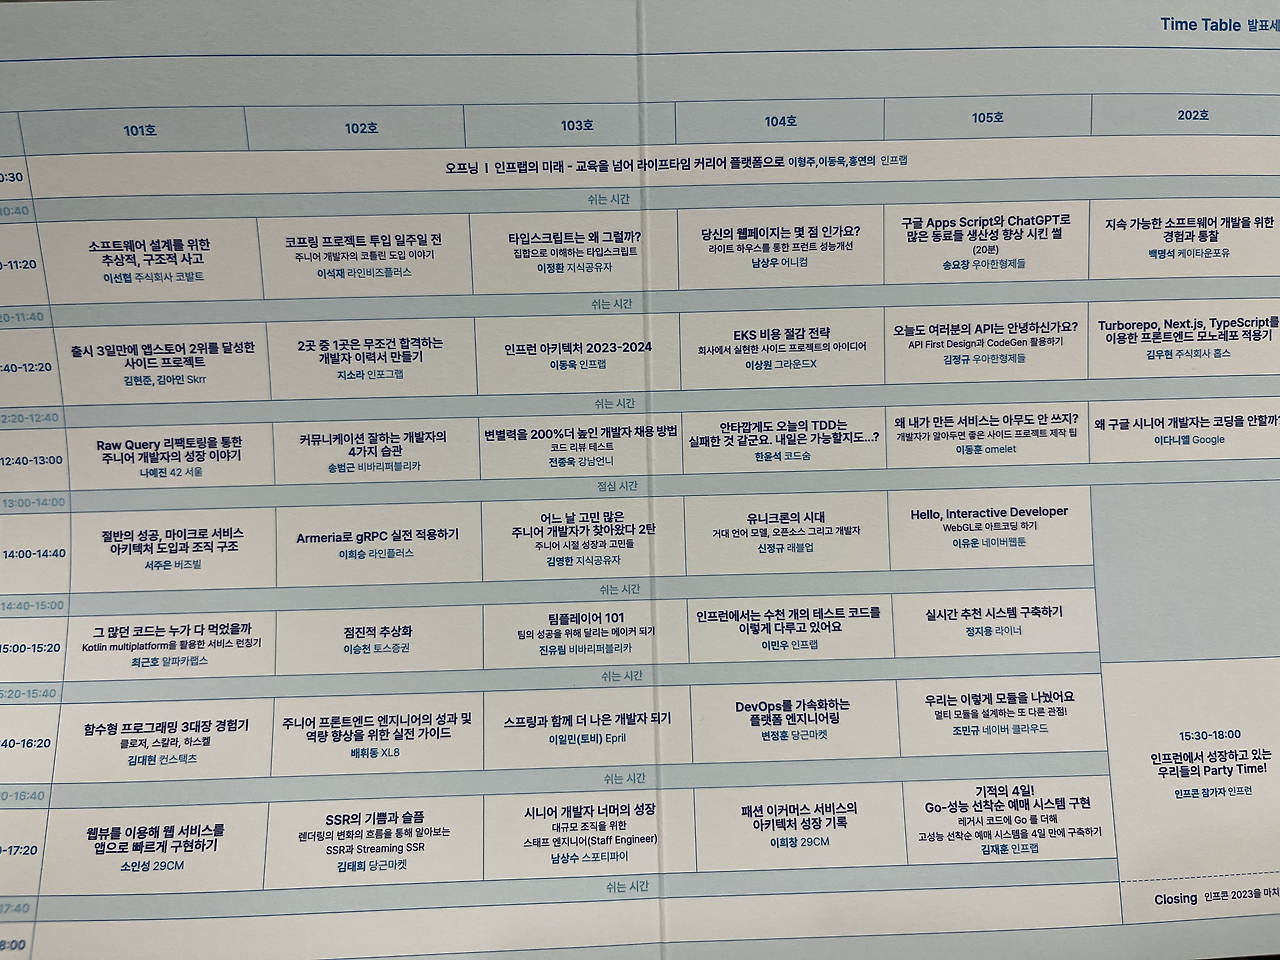 Time Table 발표세
101호 102호 103호 104호 105호 202호
0:30
오프닝 | 인프랩의 미래 - 교육을 넘어 라이프타임 커리어 플랫폼으로 이형주,이동욱,홍연의 인프랩
10:40
쉬는 시간
0-11:20
소프트웨어 설계를 위한
추상적, 구조적 사고
이선협 주식회사 코발트
코프링 프로젝트 투입 일주일 전
주니어 개발자의 코틀린 도입 이야기
이석재 라인비즈플러스
타입스크립트는 왜 그럴까?
집합으로 이해하는 타입스크립트
이정환 지식공유자
당신의 웹페이지는 몇 점 인가요?
라이트 하우스를 통한 프런트 성능개선
남상우 어니컴
구글 Apps Script와 ChatGPT로
많은 동료들 생산성 향상 시킨 썰
(20분)
송요창 우아한형제들
지속 가능한 소프트웨어 개발을 위한
경험과 통찰
백명석 케이타운포유
20-11:40
쉬는 시간
:40-12:20
출시 3일만에 앱스토어 2위를 달성한
사이드 프로젝트
김현준, 김아인 Skrr
2곳 중 1곳은 무조건 합격하는
개발자 이력서 만들기
지소라 인포그랩
인프런 아키텍처 2023-2024
이동욱 인프랩
EKS 비용 절감 전략
회사에서 실현한 사이드 프로젝트의 아이디어
이상원 그라운드X
오늘도 여러분의 API는 안녕하신가요?
API First Design과 CodeGen 활용하기
김정규 우아한형제들
Turborepo, Next.js, TypeScript를
이용한 프론트엔드 모노레포 적용기
김우현 주식회사 홉스
2:20-12:40
쉬는 시간
12:40-13:00
Raw Query 리팩토링을 통한
주니어 개발자의 성장 이야기
나예진 42 서울
커뮤니케이션 잘하는 개발자의
4가지 습관
송범근 비바리퍼블리카
변별력을 200%더 높인 개발자 채용 방법
코드 리뷰 테스트
전종욱 강남언니
안타깝게도 오늘의 TDD는
실패한 것 같군요. 내일은 가능할지도...?
한윤석 코드숨
왜 내가 만든 서비스는 아무도 안 쓰지?
개발자가 알아두면 좋은 사이드 프로젝트 제작 팁
이동훈 omelet
왜 구글 시니어 개발자는 코딩을 안할까?
이다니엘 Google
13:00-14:00
점심 시간
14:00-14:40
절반의 성공, 마이크로 서비스
아키텍처 도입과 조직 구조
서주은 버즈빌
Armeria로 gRPC 실전 적용하기
이희승 라인플러스
어느 날 고민 많은
주니어 개발자가 찾아왔다 2탄
주니어 시절 성장과 고민들
김영한 지식공유자
유니크론의 시대
거대 언어 모델, 오픈소스 그리고 개발자
신정규 래블업
Hello, Interactive Developer
WebGL로 아트코딩 하기
이유운 네이버웹툰
14:40-15:00
쉬는 시간
15:00-15:20
그 많던 코드는 누가 다 먹었을까
Kotlin multiplatform을 활용한 서비스 런칭기
최근호 알파카랩스
점진적 추상화
이승천 토스증권
팀플레이어 101
팀의 성공을 위해 달리는 메이커 되기
진유림 비바리퍼블리카
인프런에서는 수천 개의 테스트 코드를
이렇게 다루고 있어요
이민우 인프랩
실시간 추천 시스템 구축하기
정지용 라이너
5:20-15:40
쉬는 시간
:40-16:20
함수형 프로그래밍 3대장 경험기
클로저, 스칼라, 하스켈
김대현 컨스택츠
주니어 프론트엔드 엔지니어의 성과 및
역량 향상을 위한 실전 가이드
배휘동 XL8
스프링과 함께 더 나은 개발자 되기
이일민(토비) Epril
DevOps를 가속화하는
플랫폼 엔지니어링
변정훈 당근마켓
우리는 이렇게 모듈을 나눴어요
멀티 모듈을 설계하는 또 다른 관점!
조민규 네이버 클라우드
15:30-18:00
인프런에서 성장하고 있는
우리들의 Party Time!
인프콘 참가자 인프런
0-16:40
쉬는 시간
0-17:20
웹뷰를 이용해 웹 서비스를
앱으로 빠르게 구현하기
소인성 29CM
SSR의 기쁨과 슬픔
렌더링의 변화의 흐름을 통해 알아보는
SSR과 Streaming SSR
김태희 당근마켓
시니어 개발자 너머의 성장
대규모 조직을 위한
스태프 엔지니어(Staff Engineer)
남상수 스포티파이
패션 이커머스 서비스의
아키텍처 성장 기록
이희창 29CM
기적의 4일!
Go-성능 선착순 예매 시스템 구현
레거시 코드에 Go 를 더해
고성능 선착순 예매 시스템을 4일 만에 구축하기
김재훈 인프랩
17:40
쉬는 시간
8:00
Closing 인프콘 2023을 마치